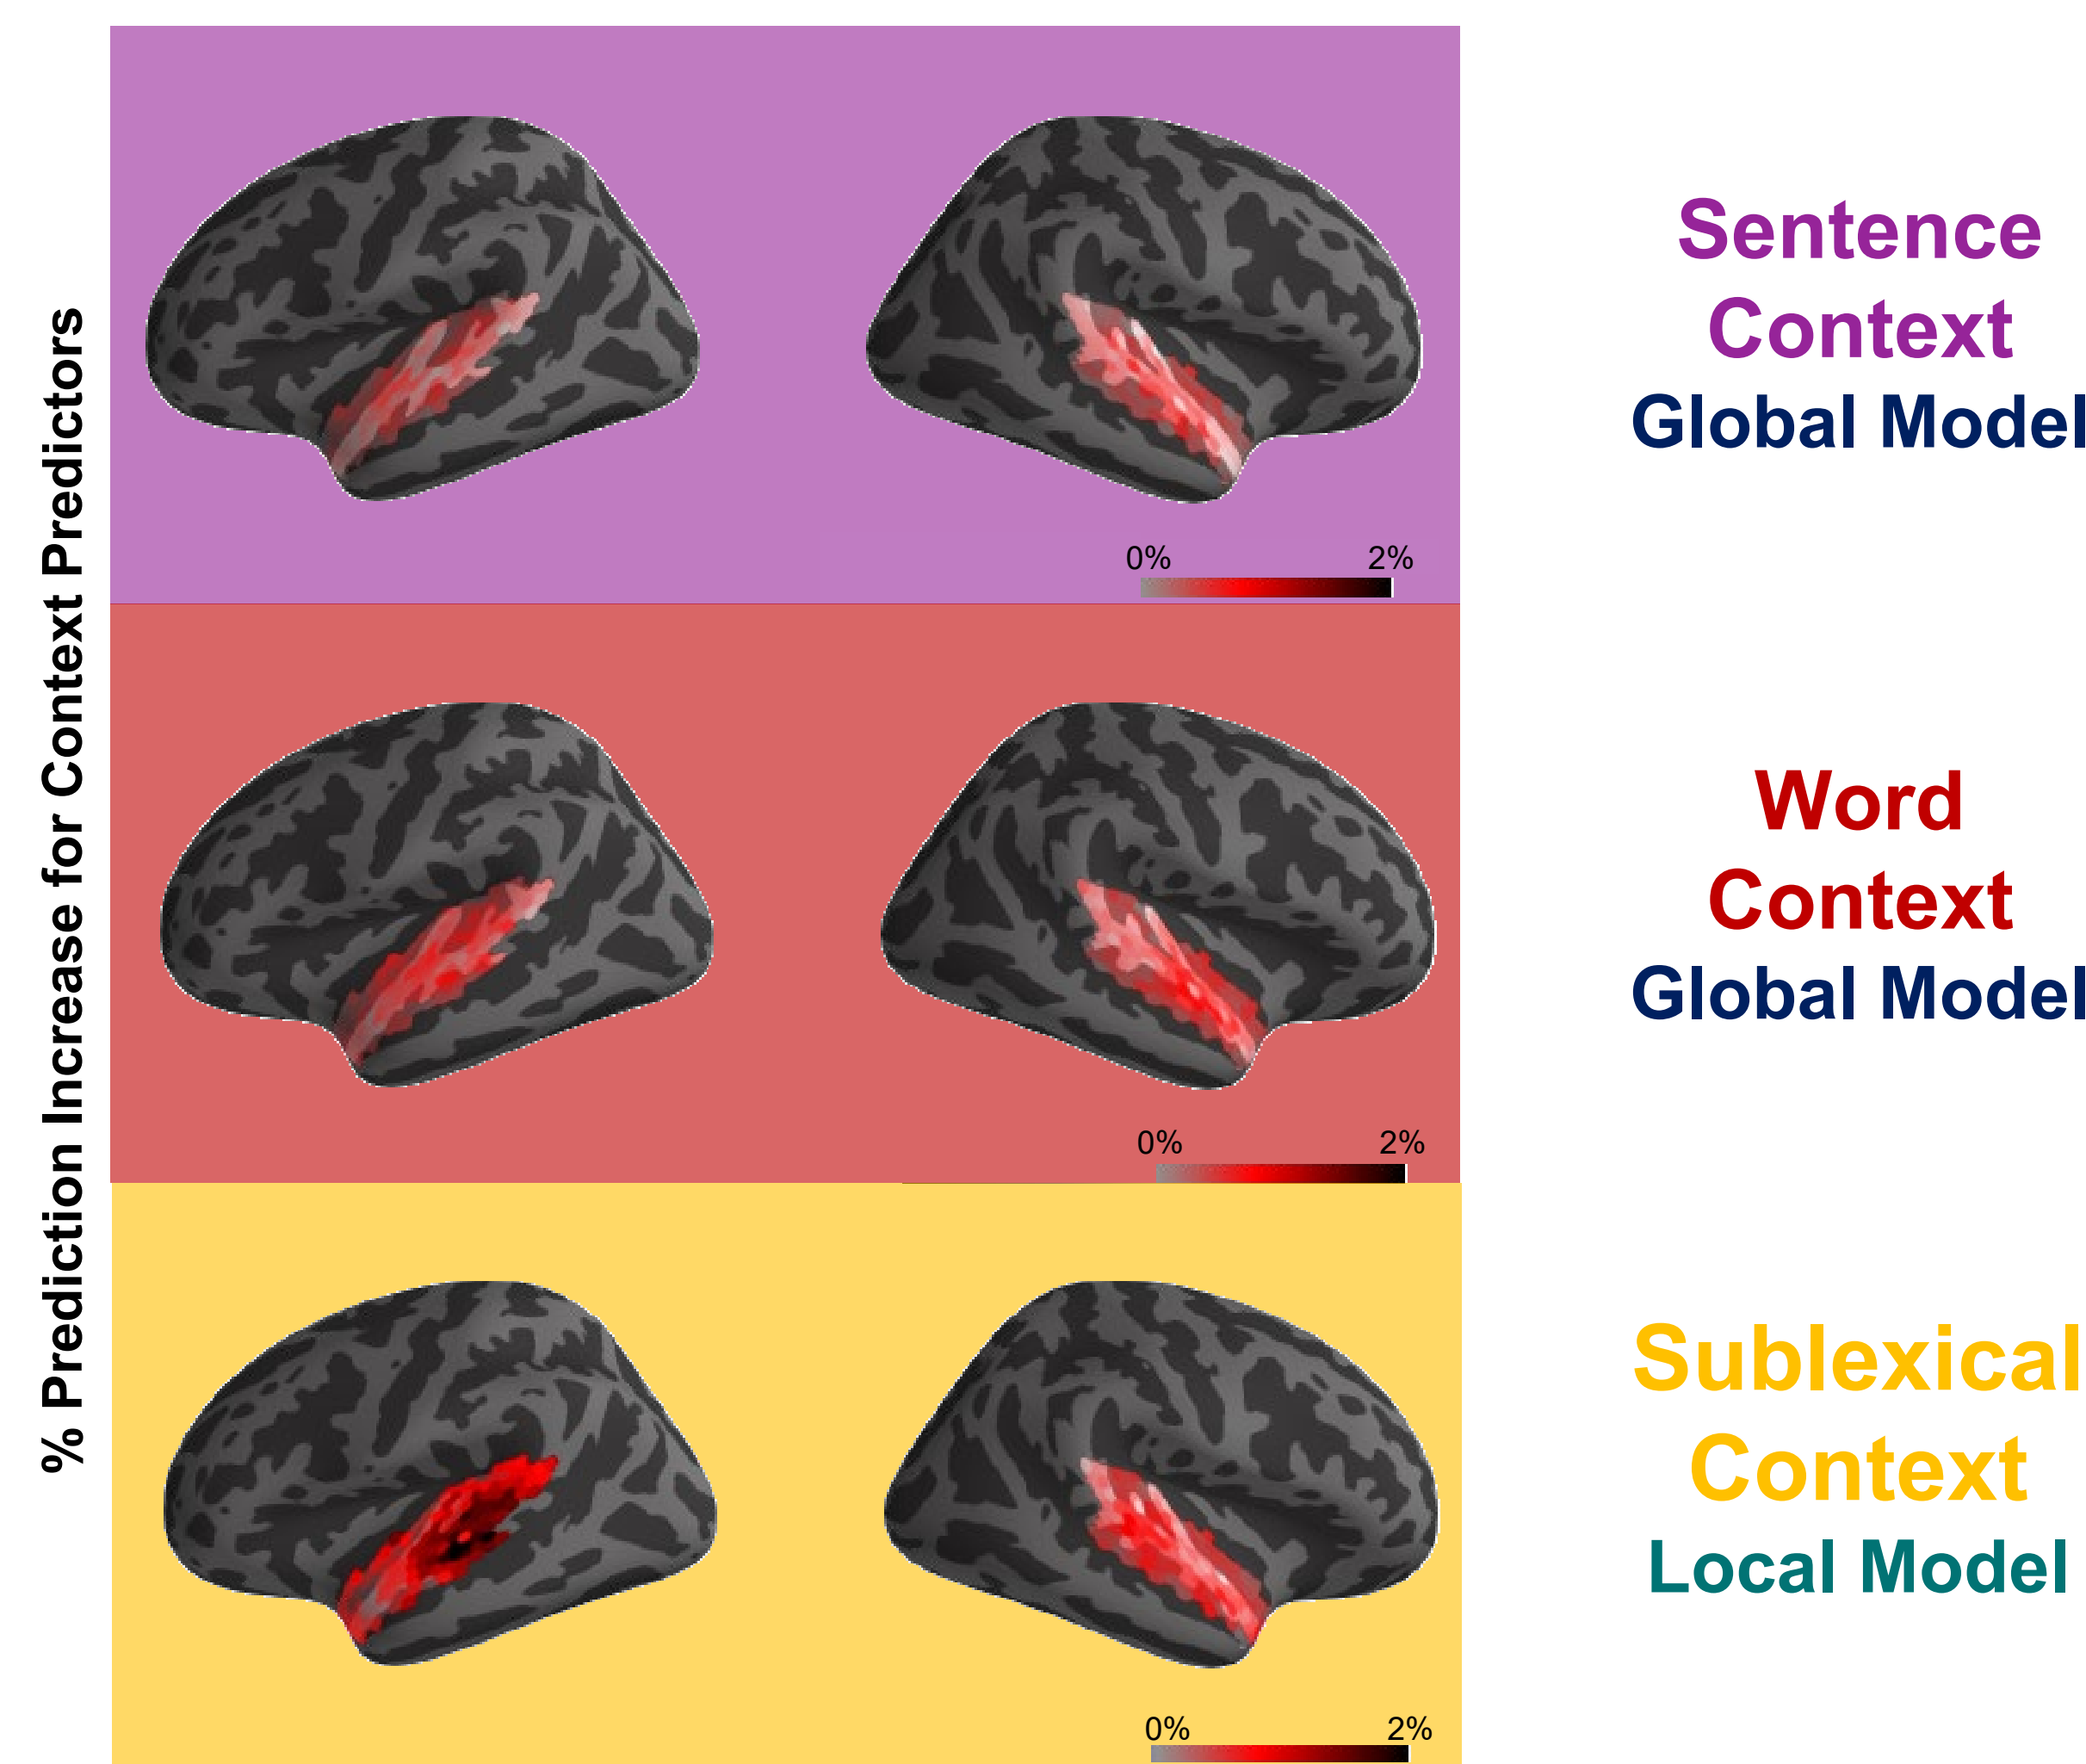 % Prediction Increase for Context Predictors
Sentence
Context
Global Model
0% 2%
Word
Context
Global Model
0% 2%
Sublexical
Context
Local Model
0% 2%